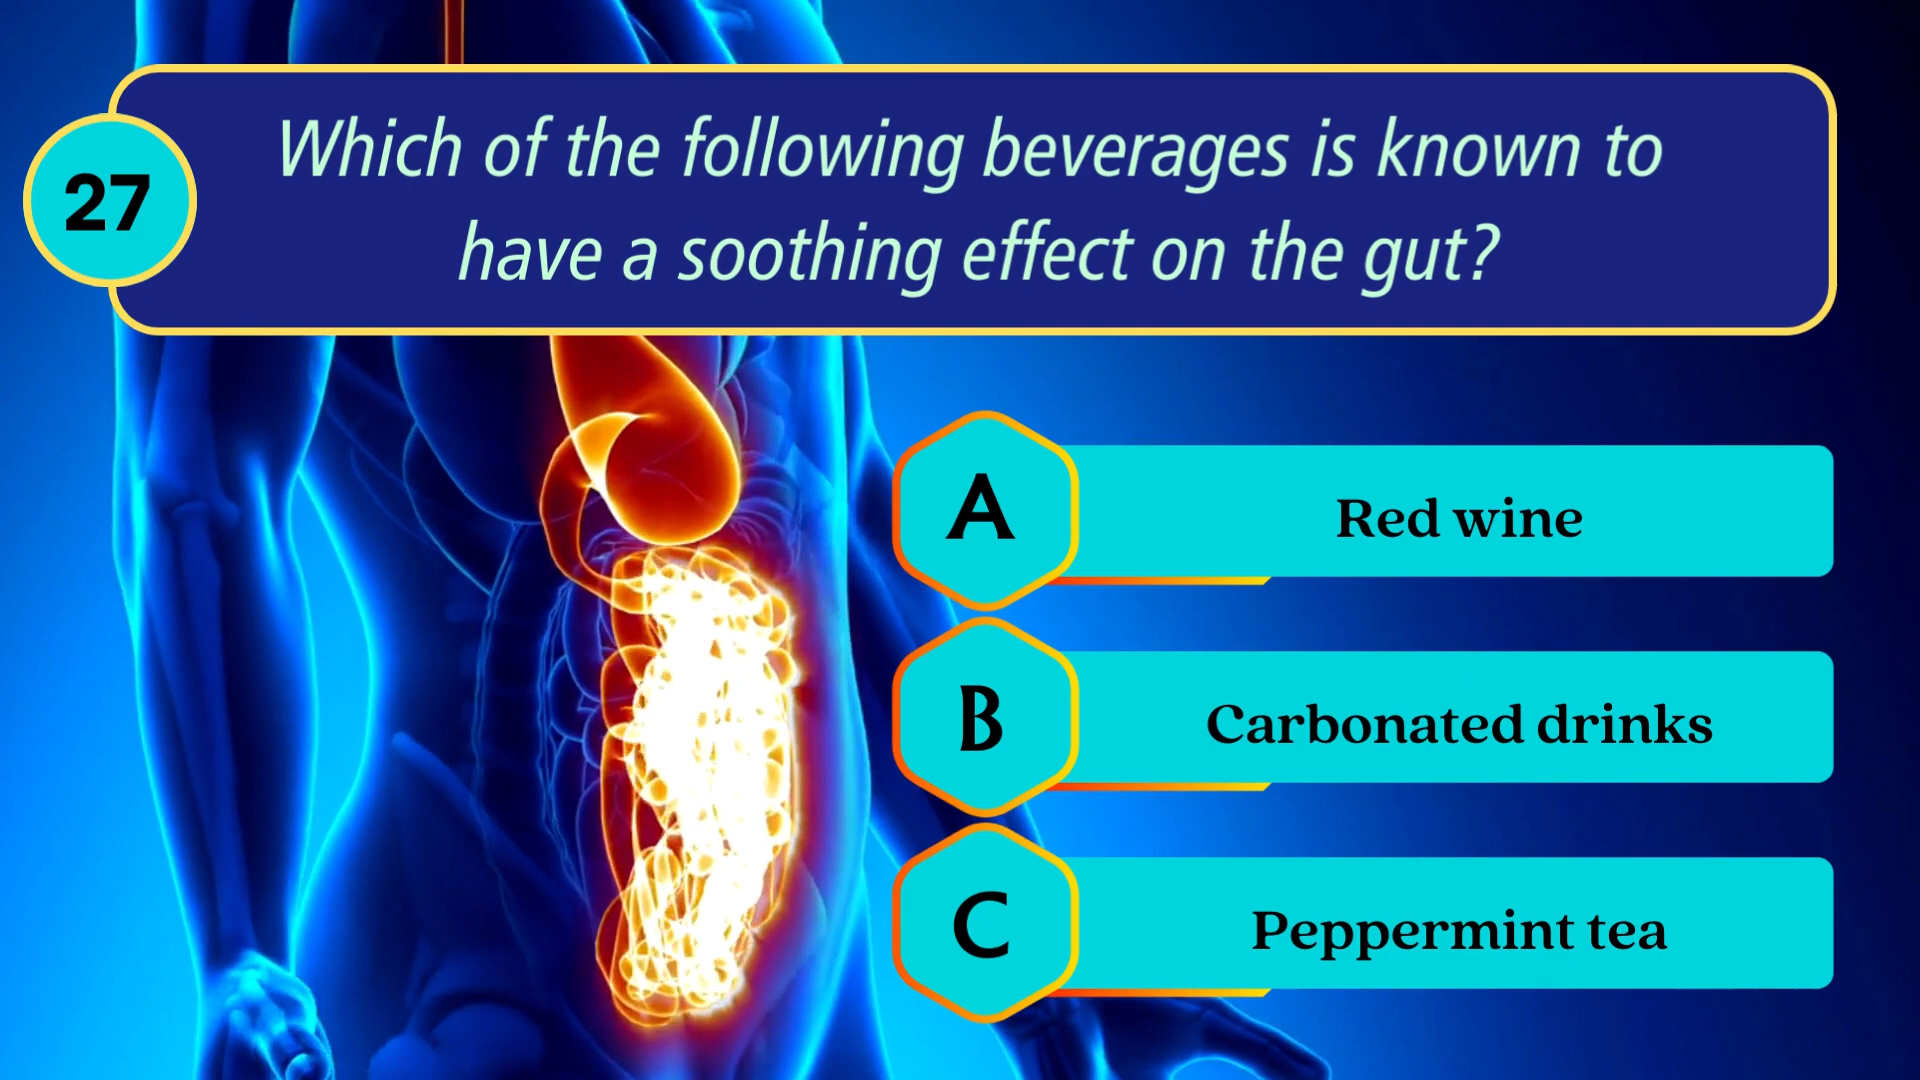 27
Which of the following beverages is known to
have a soothing effect on the gut?
A
Red wine
B
Carbonated drinks
C
Peppermint tea